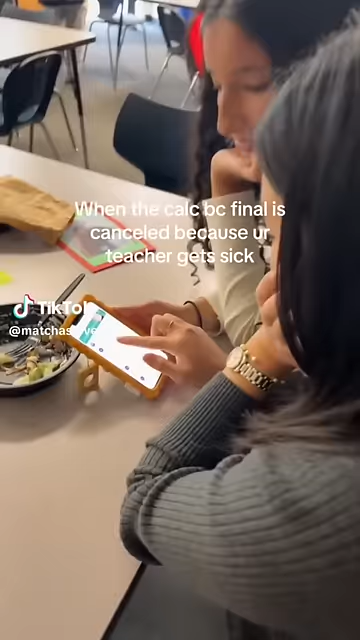 When the calc bc final is
canceled because ur
teacher gets sick
TikTok